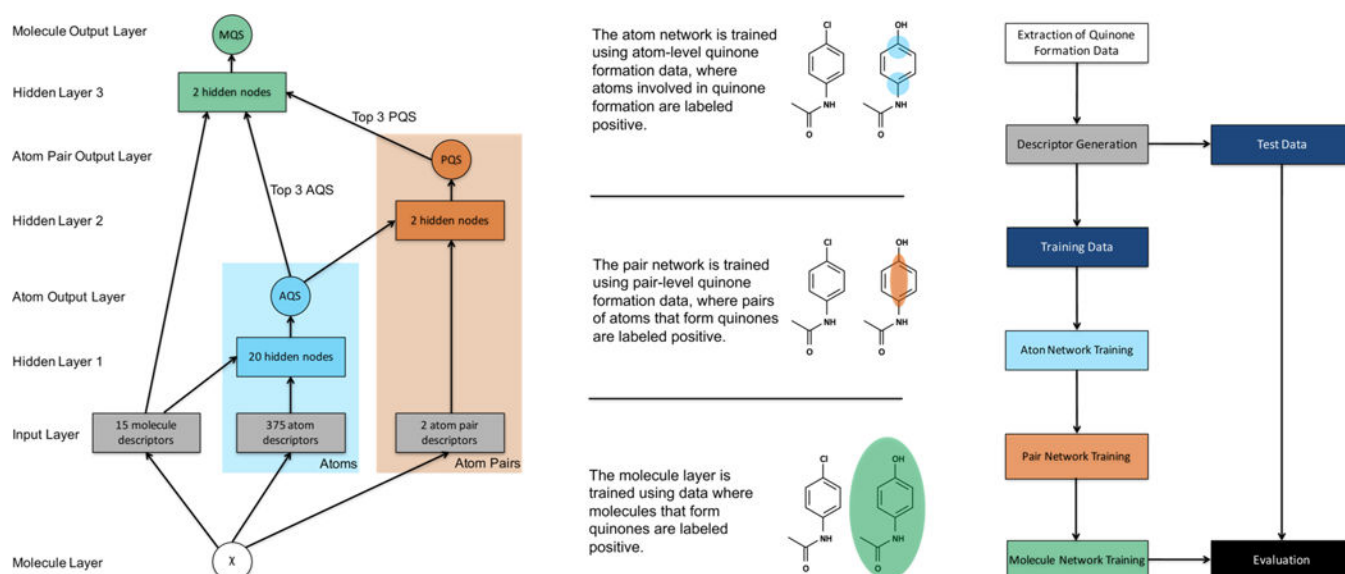 Molecule Output Layer
MQS
Hidden Layer 3
2 hidden nodes
Top 3 PQS
Atom Pair Output Layer
PQS
Top 3 AQS
Hidden Layer 2
2 hidden nodes
Atom Output Layer
AQS
Hidden Layer 1
20 hidden nodes
Input Layer
15 molecule
descriptors
375 atom
descriptors
2 atom pair
descriptors
Atoms
Atom Pairs
Molecule Layer
χ
The atom network is trained
using atom-level quinone
formation data, where
atoms involved in quinone
formation are labeled
positive.
Cl
NH
O
OH
NH
O
The pair network is trained
using pair-level quinone
formation data, where pairs
of atoms that form quinones
are labeled positive.
Cl
NH
O
OH
NH
O
The molecule layer is
trained using data where
molecules that form
quinones are labeled
positive.
Cl
NH
O
OH
NH
O
Extraction of Quinone
Formation Data
Descriptor Generation
Test Data
Training Data
Aton Network Training
Pair Network Training
Molecule Network Training
Evaluation